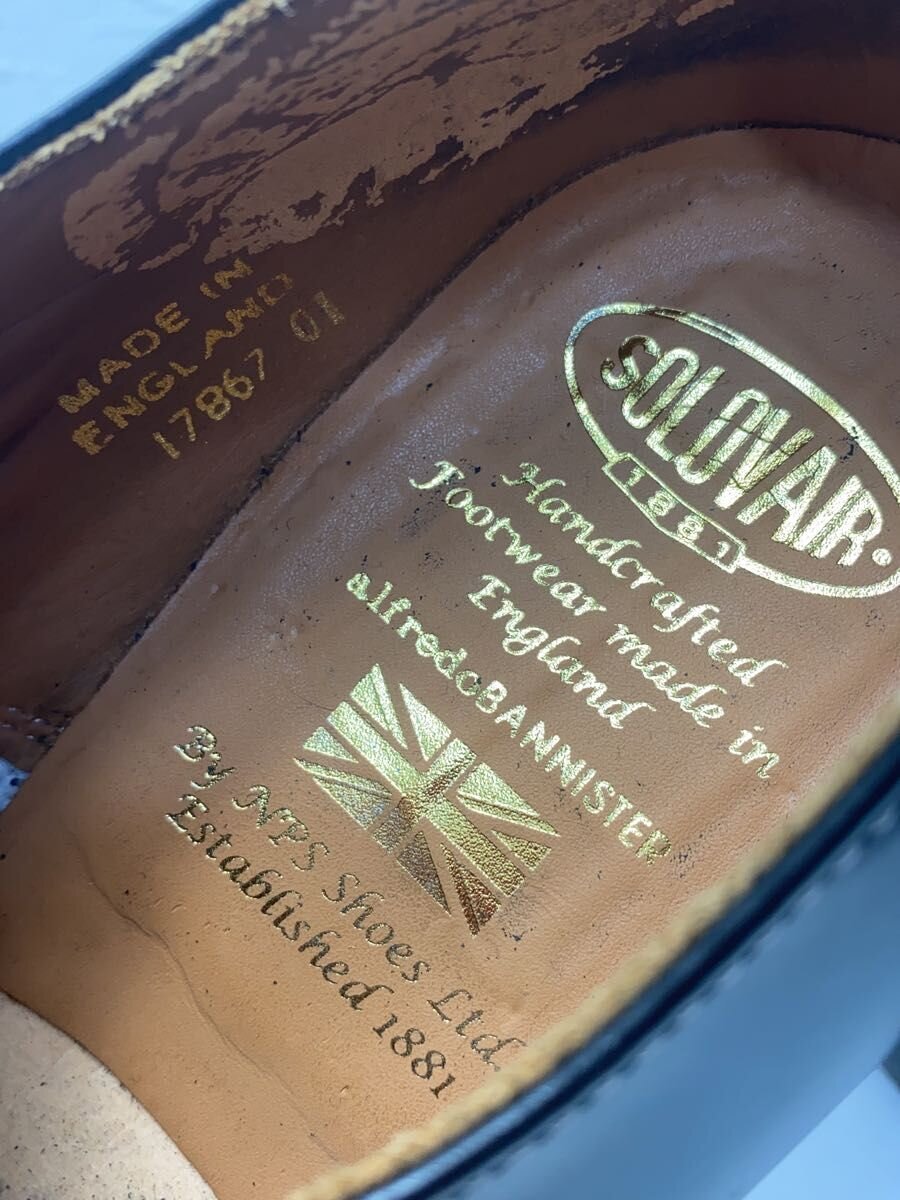 MADE IN
ENGLAND
17867 01
SOLOVAIR®
1881
Handcrafted
Footwear made in
England
alfredoBANNISTER
By NPS Shoes Ltd.
Established 1881